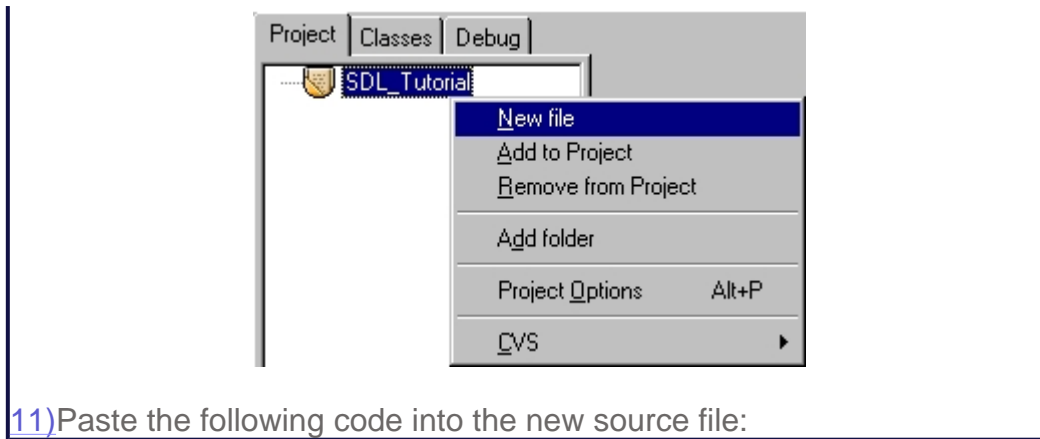 Project Classes Debug
SDL_Tutorial
New file
Add to Project
Remove from Project
Add folder
Project Options Alt+P
CVS
11)Paste the following code into the new source file: